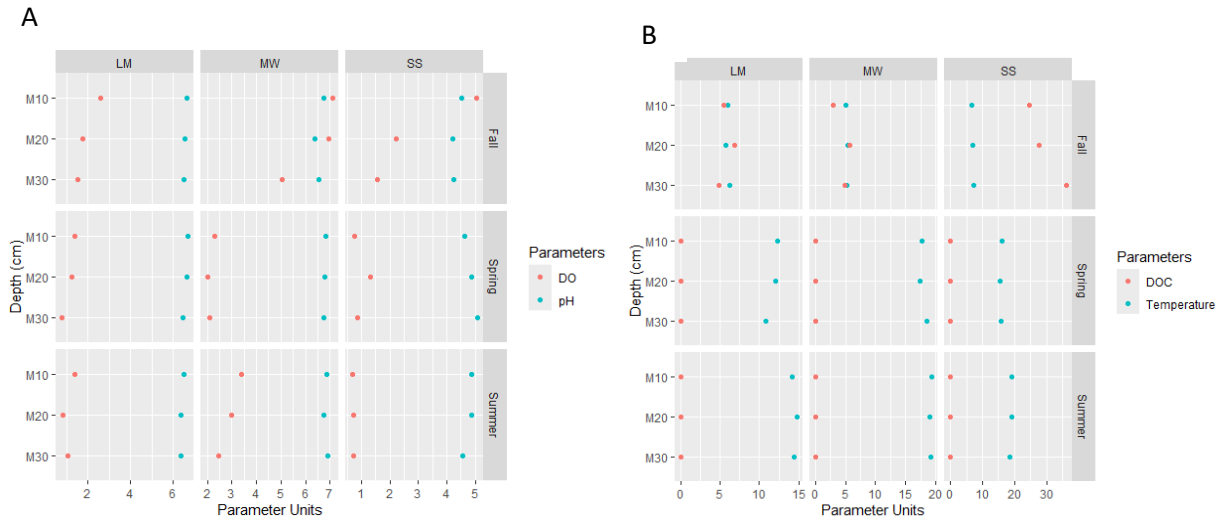 A
LM MW SS
M10
M20
M30
Fall
M10
M20
M30
Spring
M10
M20
M30
Summer
2 4 6 2 3 4 5 6 7 1 2 3 4 5
Depth (cm)
Parameter Units
Parameters
DO
pH
B
LM MW SS
M10
M20
M30
Fall
M10
M20
M30
Spring
M10
M20
M30
Summer
0 5 10 15 0 5 10 15 20 0 10 20 30
Depth (cm)
Parameter Units
Parameters
DOC
Temperature